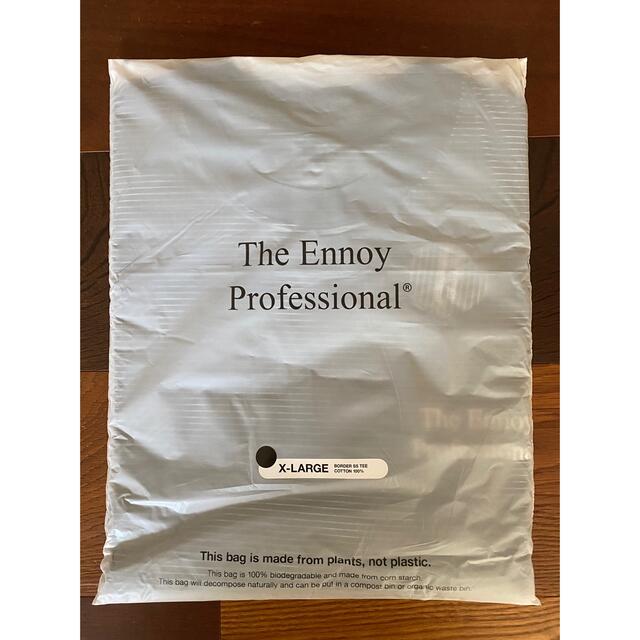 The Ennoy
Professional®
The Ennoy
X-LARGE
BORDER SS TEE
COTTON 100%
This bag is made from plants, not plastic.
This bag is 100% biodegradable and made from corn starch.
This bag will decompose naturally and can be put in a compost bin or organic waste bin.